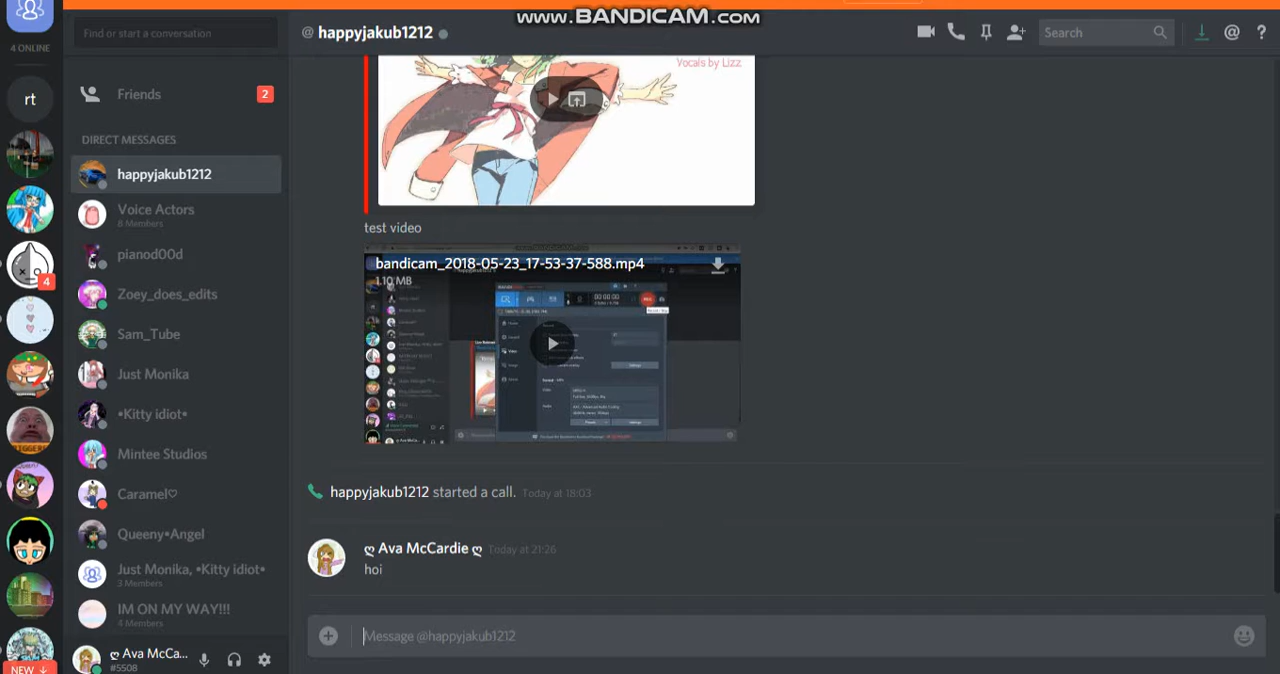 www.BANDICAM.com
Find or start a conversation
@ happyjakub1212
Search
4 ONLINE
rt
Friends
2
DIRECT MESSAGES
happyjakub1212
Voice Actors
8 Members
pianod00d
4
Zoey_does_edits
Sam_Tube
Just Monika
•Kitty idiot•
Mintee Studios
Caramel♡
Queeny•Angel
Just Monika, •Kitty idiot•
3 Members
IM ON MY WAY!!!
4 Members
ღ Ava McCa...
#5508
NEW ↓
Vocals by Lizz
test video
bandicam_2018-05-23_17-53-37-588.mp4
1.10 MB
happyjakub1212 started a call. Today at 18:03
ღ Ava McCardie ღ Today at 21:26
hoi
Message @happyjakub1212